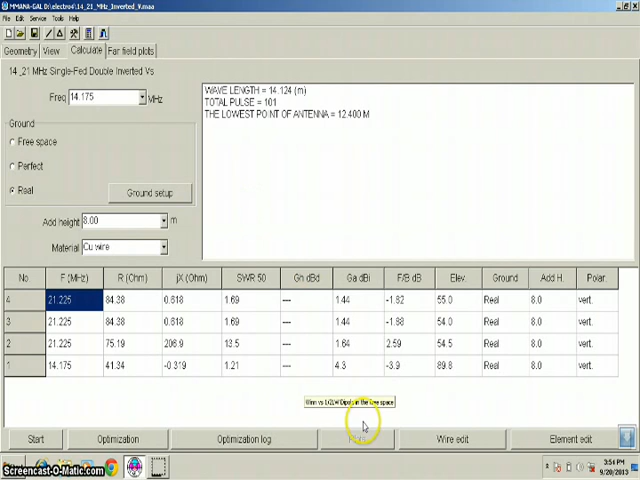 MMANA-GAL D:\electro4\14_21_MHz_Inverted_V.maa
File Edit Service Tools Help
Geometry View Calculate Far field plots
14_21 MHz Single-Fed Double Inverted Vs
Freq 14.175 MHz
Ground
Free space
Perfect
Real
Ground setup
Add height 8.00 m
Material Cu wire
WAVE LENGTH = 14.124 (m)
TOTAL PULSE = 101
THE LOWEST POINT OF ANTENNA = 12.400 M
No F (MHz) R (Ohm) jX (Ohm) SWR 50 Gh dBd Ga dBi F/B dB Elev. Ground Add H. Polar.
4 21.225 84.38 0.618 1.69 --- 1.44 -1.82 55.0 Real 8.0 vert.
3 21.225 84.38 0.618 1.69 --- 1.44 -1.88 54.0 Real 8.0 vert.
2 21.225 75.19 206.9 13.5 --- 1.64 2.59 54.5 Real 8.0 vert.
1 14.175 41.34 -0.319 1.21 --- 4.3 -3.9 89.8 Real 8.0 vert.
in the free space
Start Optimization Optimization log Wire edit Element edit
Screencast-O-Matic.com
3:54 PM
9/20/2013